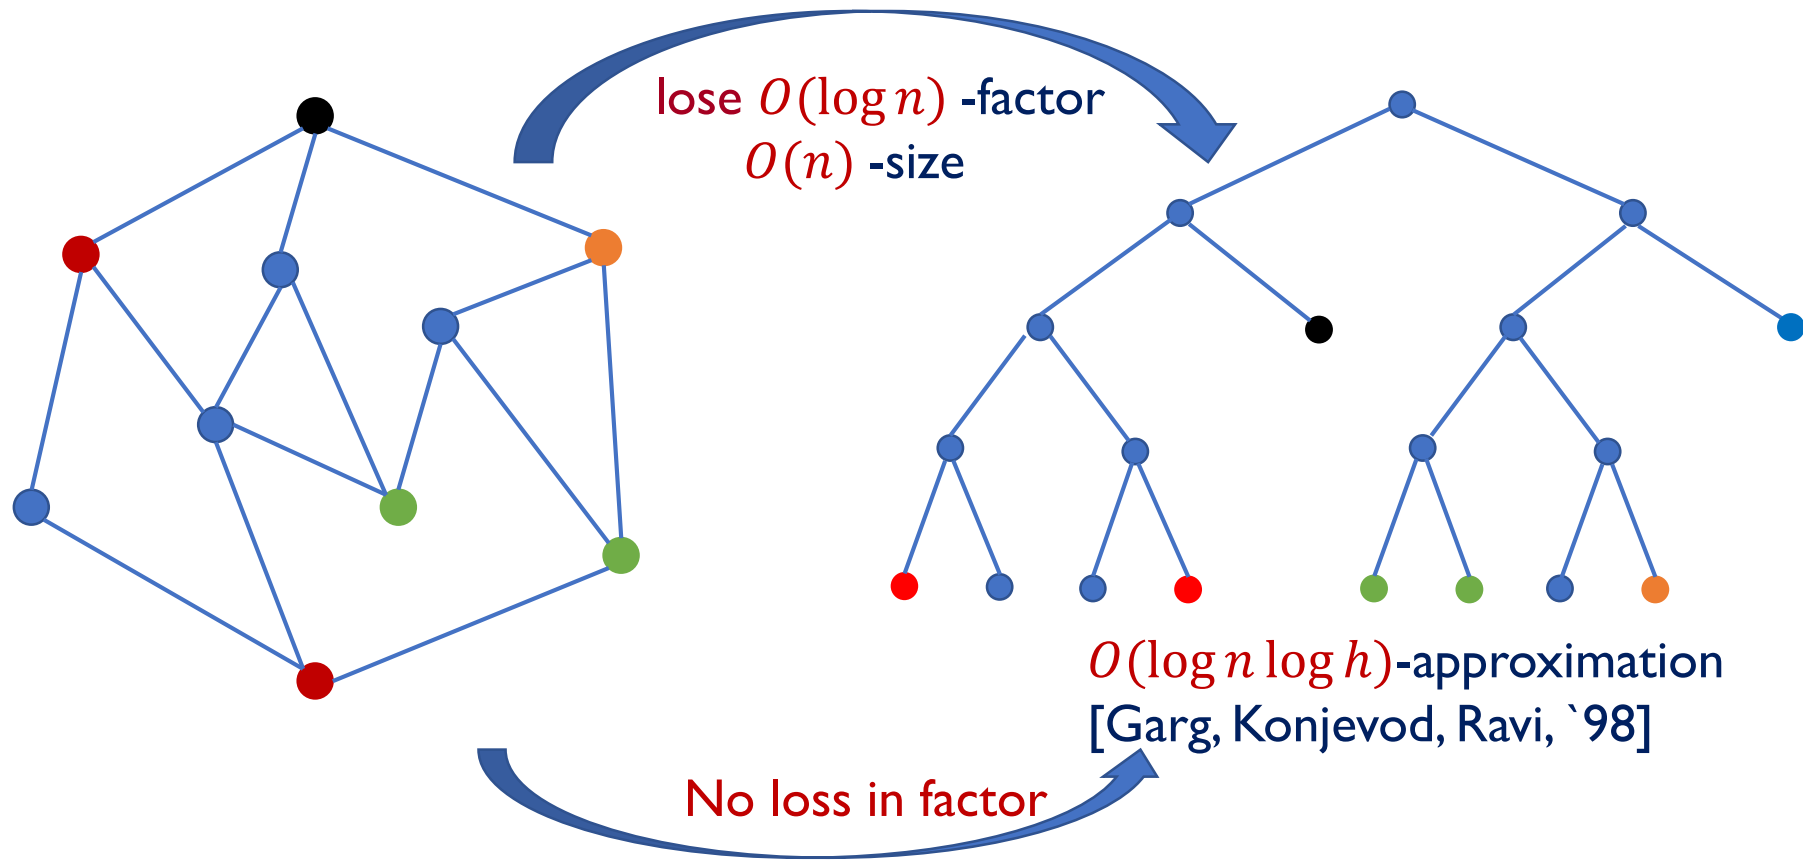 lose O(log n) -factor
O(n) -size
O(log n log h)-approximation
[Garg, Konjevod, Ravi, `98]
No loss in factor